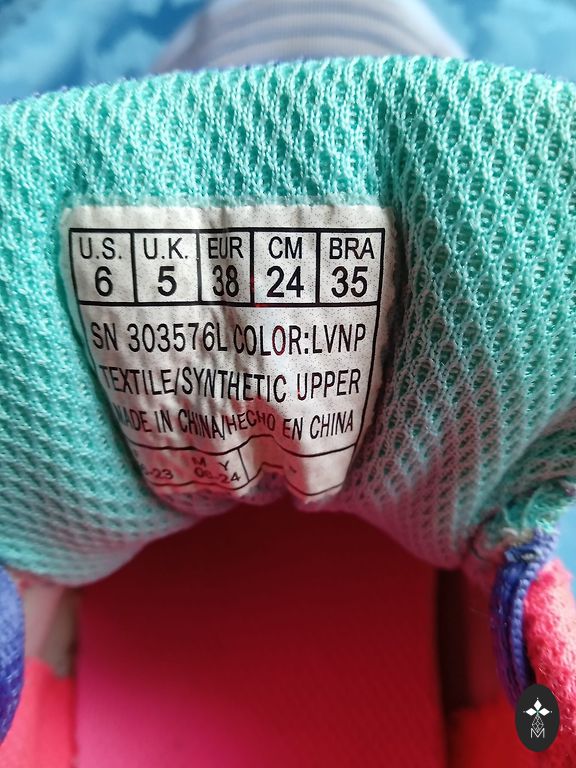 U.S. U.K. EUR CM BRA
6 5 38 24 35
SN 303576L COLOR:LVNP
TEXTILE/SYNTHETIC UPPER
MADE IN CHINA/HECHO EN CHINA
M Y